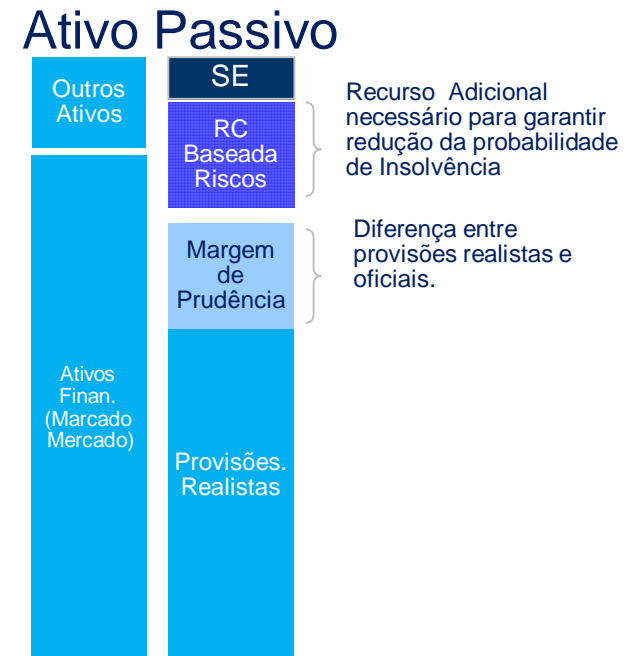 Ativo Passivo
Outros
Ativos
SE
RC
Baseada
Riscos
Recurso Adicional
necessário para garantir
redução da probabilidade
de Insolvência
Margem
de
Prudência
Diferença entre
provisões realistas e
oficiais.
Ativos
Finan.
(Marcado
Mercado)
Provisões.
Realistas